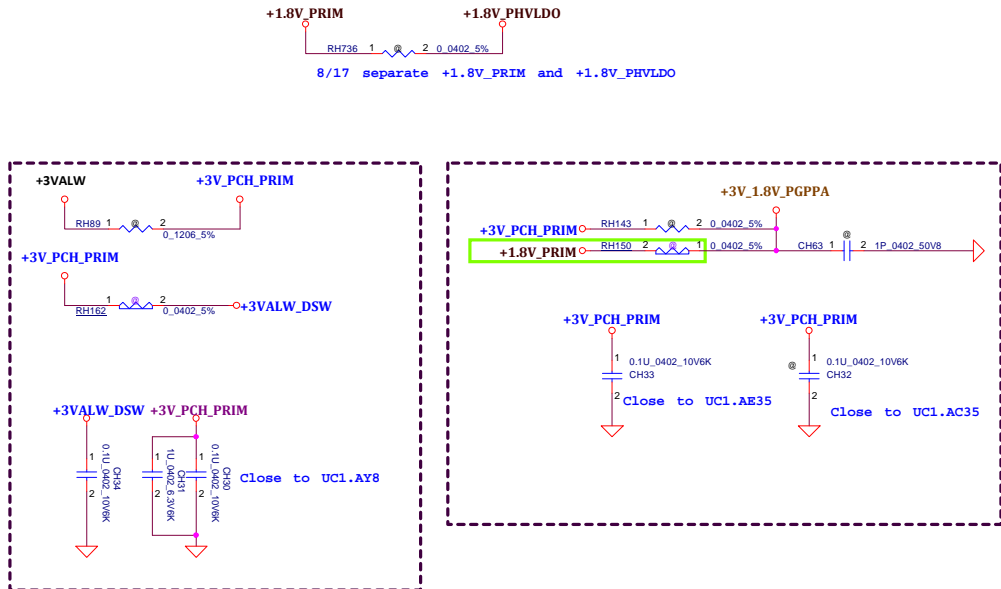 +1.8V_PRIM
+1.8V_PHVLDO
RH736 1 @ 2 0_0402_5%
8/17 separate +1.8V_PRIM and +1.8V_PHVLDO
+3VALW
+3V_PCH_PRIM
RH89 1 @ 2
0_1206_5%
+3V_PCH_PRIM
1 @ 2
RH162
0_0402_5%
+3VALW_DSW
+3VALW_DSW
+3V_PCH_PRIM
1
2
0.1U_0402_10V6K
CH34
1
2
1U_0402_6.3V6K
CH31
1
2
0.1U_0402_10V6K
CH30
Close to UC1.AY8
+3V_1.8V_PGPPA
+3V_PCH_PRIM
RH143 1 @ 2 0_0402_5%
+1.8V_PRIM
RH150 2 @ 1 0_0402_5%
@
CH63 1 2 1P_0402_50V8
+3V_PCH_PRIM
1
0.1U_0402_10V6K
CH33
2
Close to UC1.AE35
+3V_PCH_PRIM
1
0.1U_0402_10V6K
@
CH32
2
Close to UC1.AC35